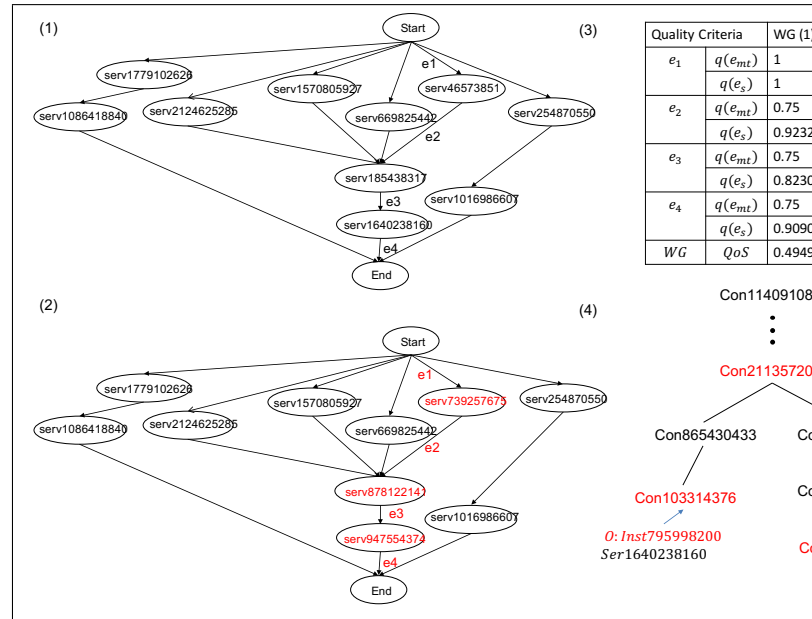 (1)
Start
e1
serv1779102626
serv1570805927
serv46573851
serv1086418840
serv2124625285
serv669825442
serv254870550
e2
serv185438317
e3
serv1016986607
serv1640238160
e4
End
(2)
Start
e1
serv1779102626
serv1570805927
serv739257675
serv254870550
serv1086418840
serv2124625285
serv669825442
e2
serv878122141
e3
serv1016986607
serv947554374
e4
End
(3)
Quality Criteria WG (1)
e1 q(emt) 1
q(es) 1
e2 q(emt) 0.75
q(es) 0.9232
e3 q(emt) 0.75
q(es) 0.8230
e4 q(emt) 0.75
q(es) 0.9090
WG QoS 0.4949
(4)
Con11409108
Con21135720
Con865430433
Co
Con103314376
Con
O: Inst795998200
Ser1640238160
Co